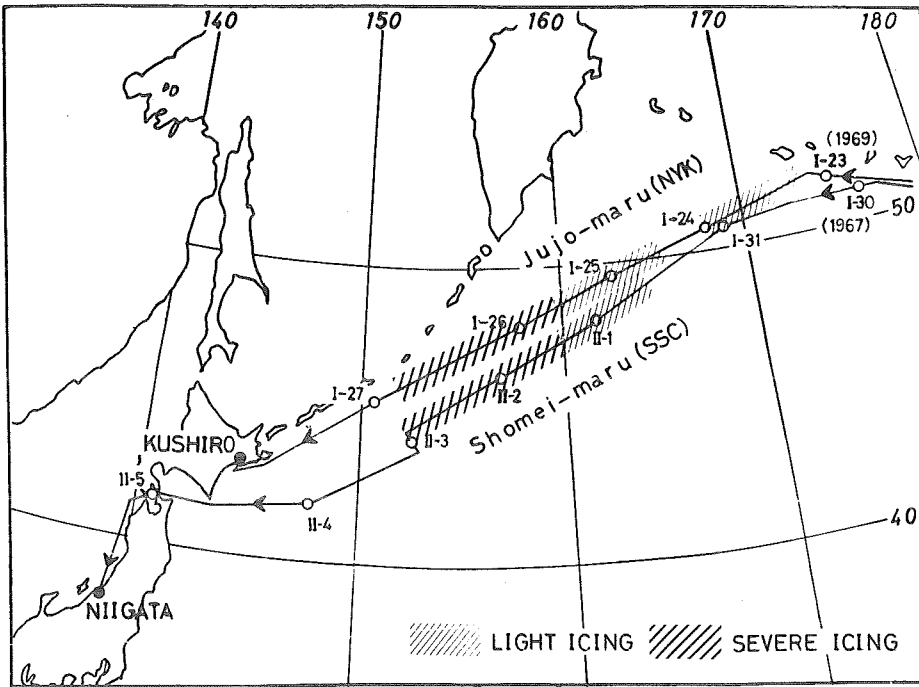 140 150 160 170 180
(1969)
I-23
Jujo-maru (NYK)
I-30
I-24
50
I-31
(1967)
I-25
I-26
II-1
Shomei-maru (SSC)
II-2
I-27
KUSHIRO
II-3
II-5
II-4
40
NIIGATA
LIGHT ICING SEVERE ICING